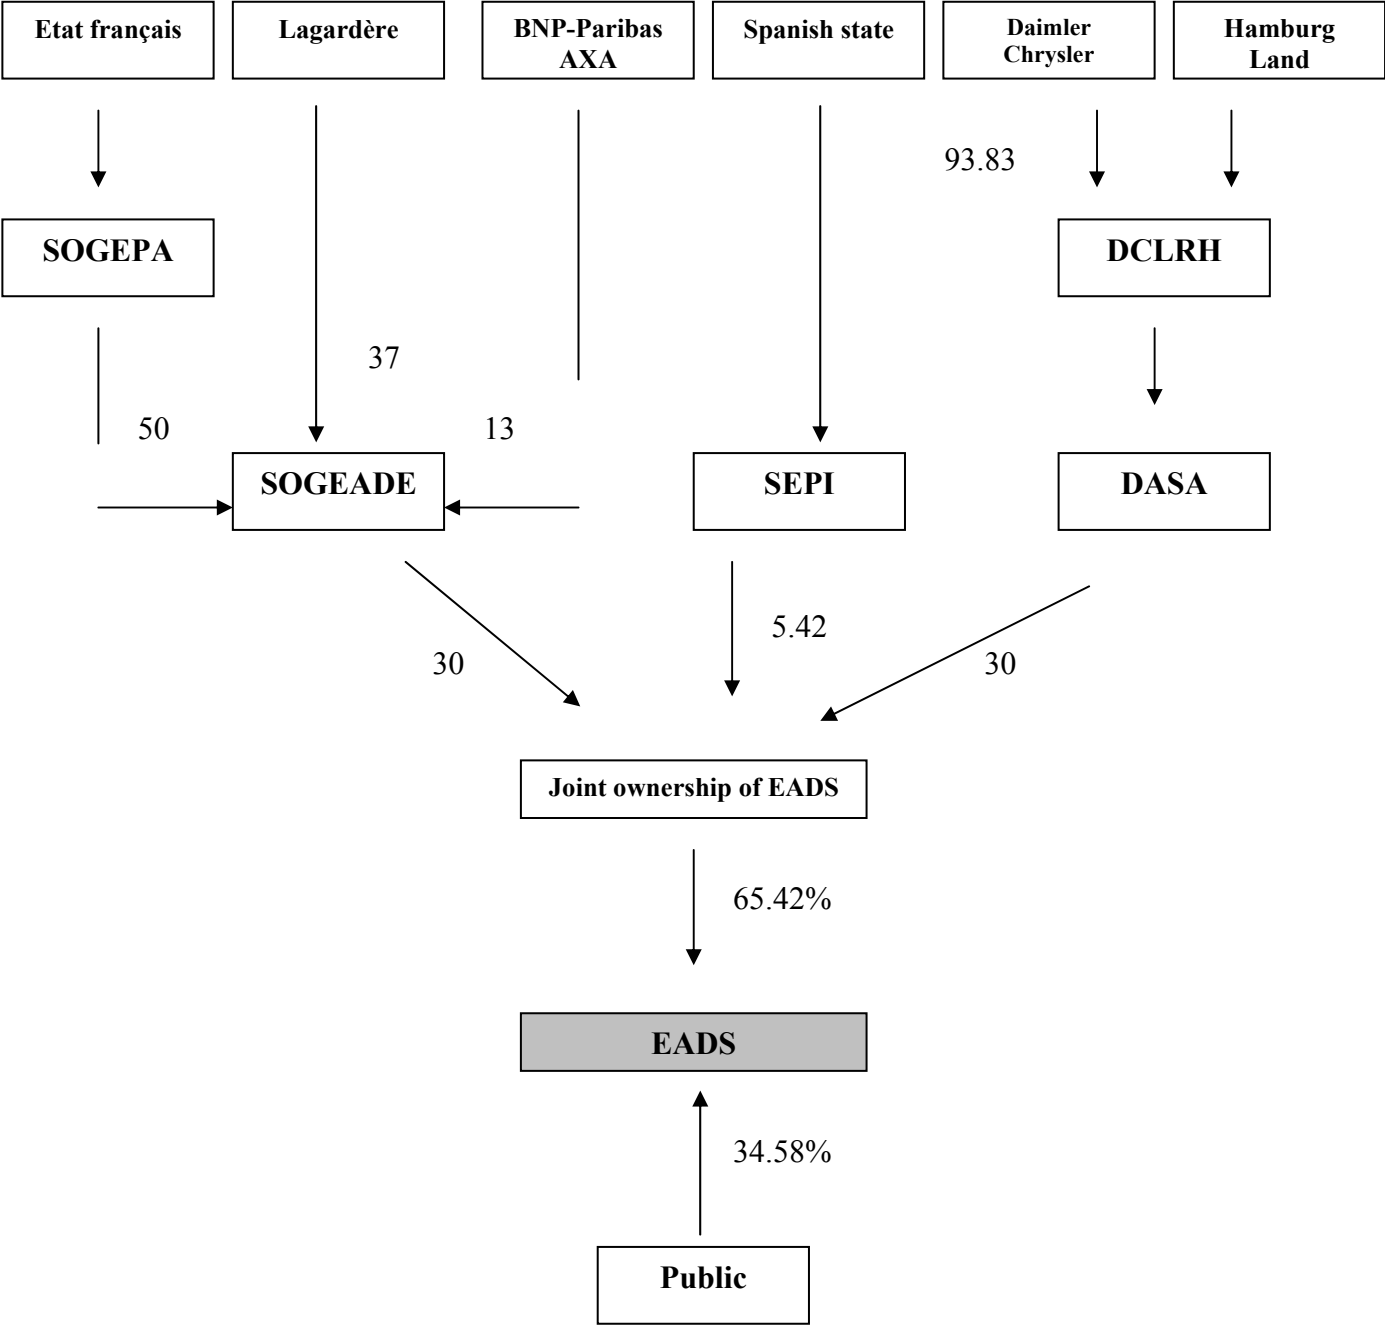 Etat français
Lagardère
BNP-Paribas
AXA
Spanish state
Daimler
Chrysler
Hamburg
Land
93.83
SOGEPA
DCLRH
37
50
13
SOGEADE
SEPI
DASA
5.42
30
30
Joint ownership of EADS
65.42%
EADS
34.58%
Public